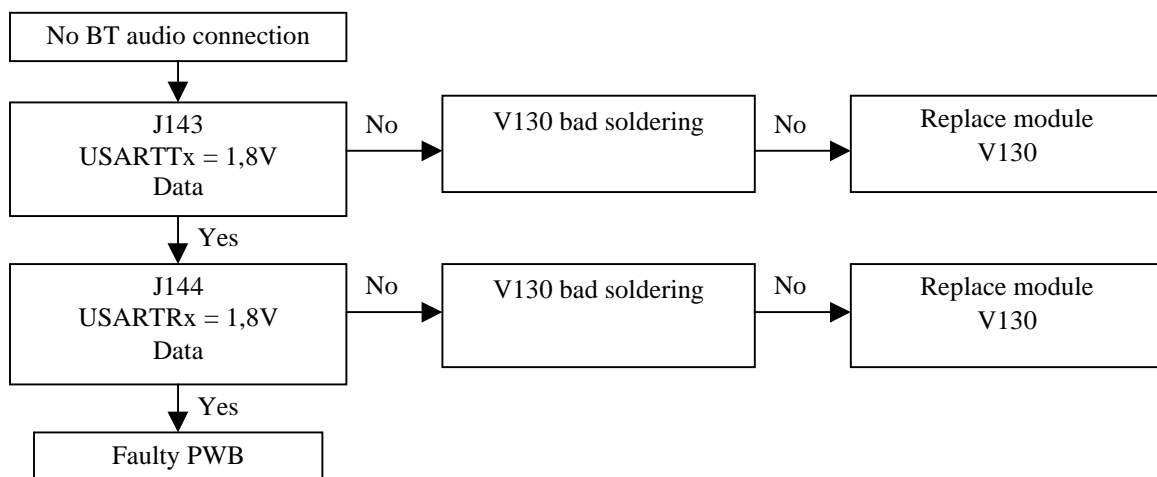 No BT audio connection
J143
USARTTx = 1,8V
Data
No
V130 bad soldering
No
Replace module
V130
Yes
J144
USARTRx = 1,8V
Data
No
V130 bad soldering
No
Replace module
V130
Yes
Faulty PWB